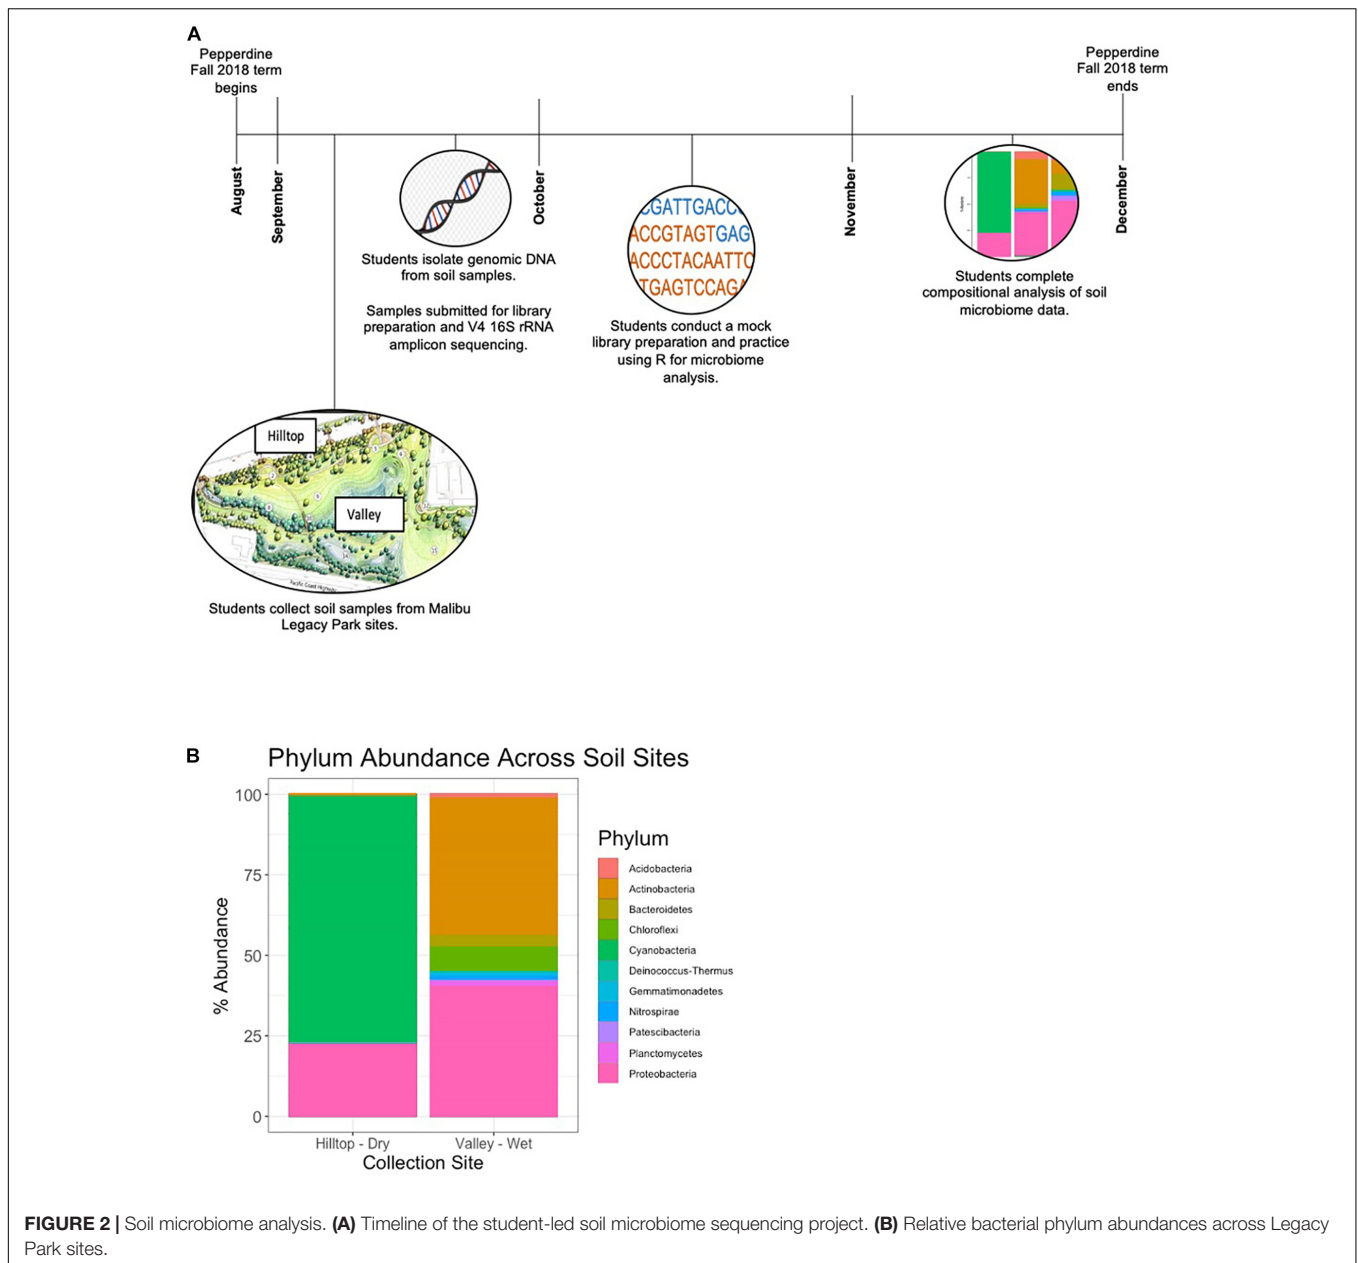 A
Pepperdine
Fall 2018 term
begins
Pepperdine
Fall 2018 term
ends
August
September
October
November
December
CGATTGACC
ACCGTAGTGAG
ACCCTACAATTC
TGAGTCCAGA
Students isolate genomic DNA
from soil samples.
Samples submitted for library
preparation and V4 16S rRNA
amplicon sequencing.
Students conduct a mock
library preparation and practice
using R for microbiome
analysis.
Students complete
compositional analysis of soil
microbiome data.
Hilltop
Valley
Pacific Coast Highway
Students collect soil samples from Malibu
Legacy Park sites.
B
Phylum Abundance Across Soil Sites
100
75
50
25
0
% Abundance
Hilltop - Dry
Valley - Wet
Collection Site
Phylum
Acidobacteria
Actinobacteria
Bacteroidetes
Chloroflexi
Cyanobacteria
Deinococcus-Thermus
Gemmatimonadetes
Nitrospirae
Patescibacteria
Planctomycetes
Proteobacteria
FIGURE 2 | Soil microbiome analysis. (A) Timeline of the student-led soil microbiome sequencing project. (B) Relative bacterial phylum abundances across Legacy
Park sites.